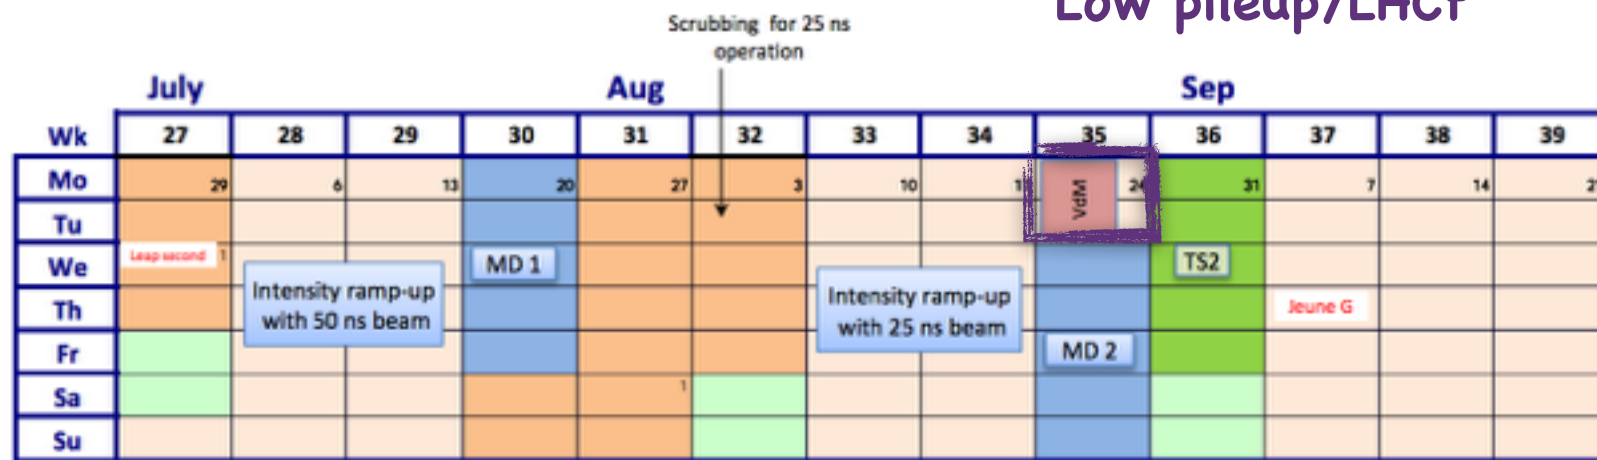 Low pileup/LHCf
Scrubbing for 25 ns
operation
July Aug Sep
Wk 27 28 29 30 31 32 33 34 35 36 37 38 39
Mo 29 6 13 20 27 3 10 VdM 24 31 7 14
Tu
We Leap second 1 MD 1 TS2
Intensity ramp-up
with 50 ns beam
Intensity ramp-up
with 25 ns beam
Th Jeune G
Fr MD 2
Sa 1
Su